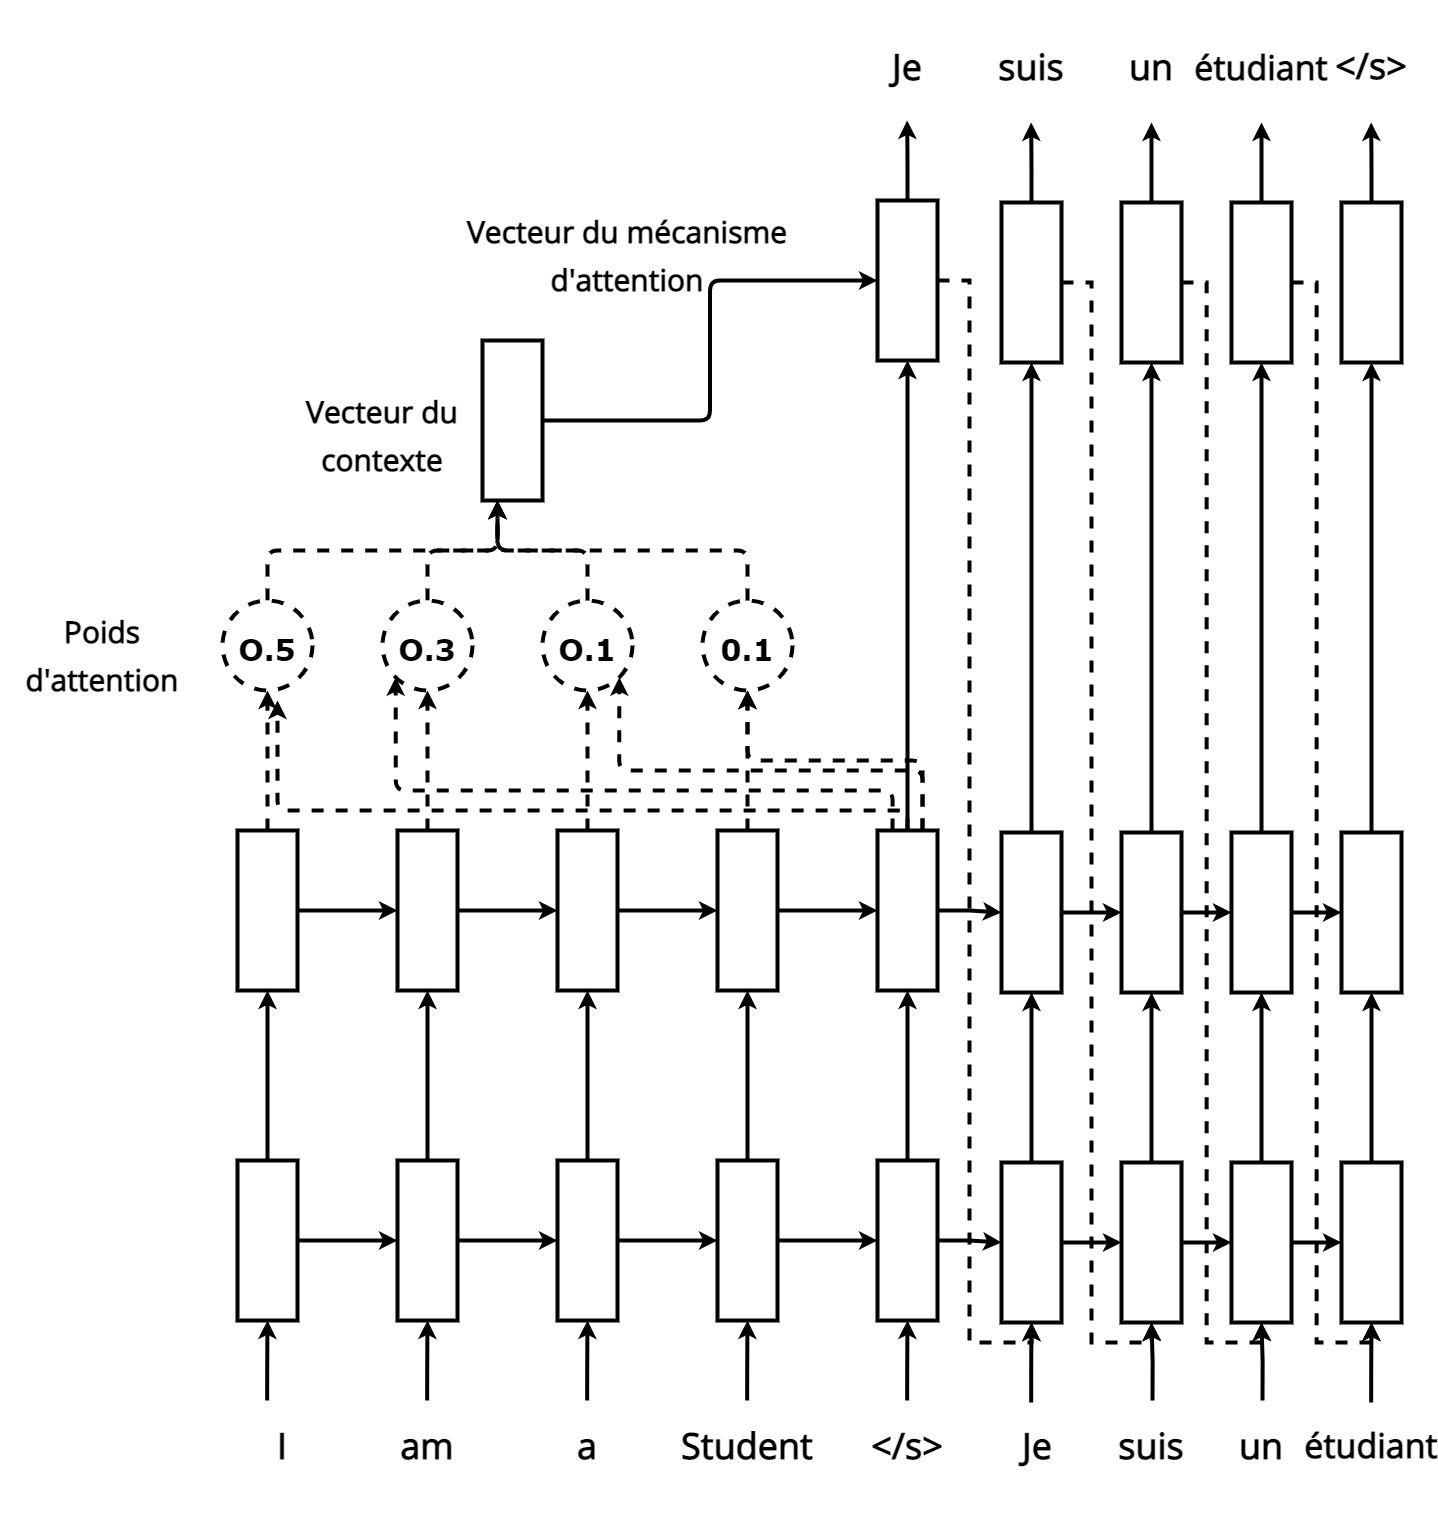 Je suis un étudiant </s>
Vecteur du mécanisme
d'attention
Vecteur du
contexte
Poids
d'attention
O.5 O.3 O.1 0.1
I am a Student </s> Je suis un étudiant